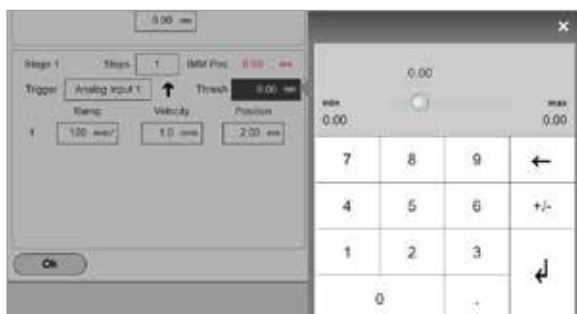 0.00 mm
Stage 1 Steps 1 IMM Pos. 0.00 mm
Trigger Analog Input 1 ↑ Thresh 0.00 mm
Ramp Velocity Position
1 100 mm/s² 1.0 mm/s 2.00 mm
Ok
×
0.00
min max
0.00 0.00
7 8 9 ←
4 5 6 +/-
1 2 3 ↲
0 .